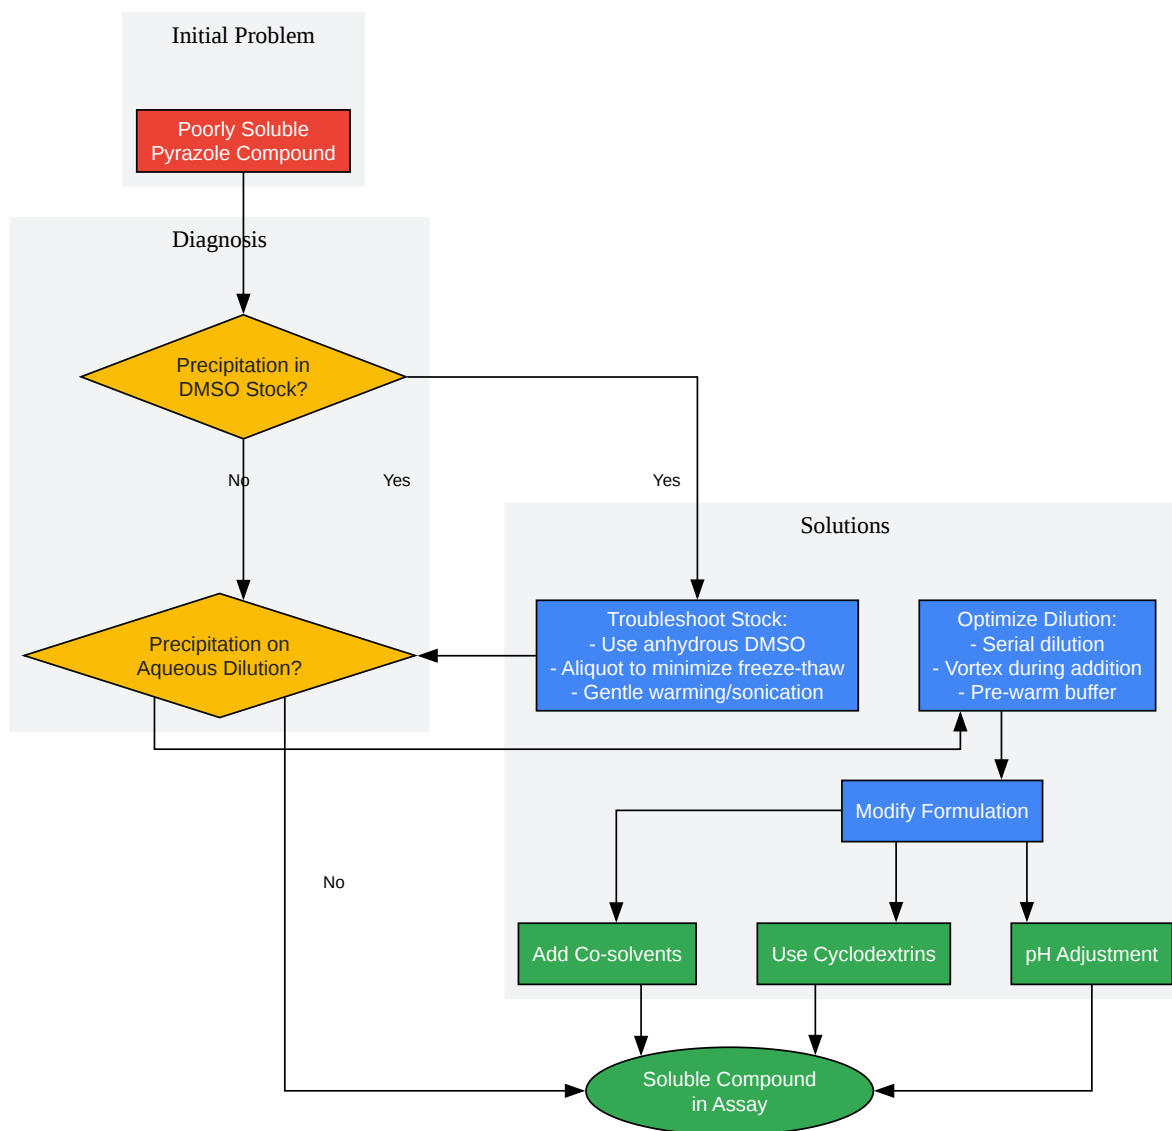 Initial Problem
Poorly Soluble
Pyrazole Compound
Diagnosis
Precipitation in
DMSO Stock?
No
Yes
Yes
Solutions
Precipitation on
Aqueous Dilution?
Troubleshoot Stock:
- Use anhydrous DMSO
- Aliquot to minimize freeze-thaw
- Gentle warming/sonication
Optimize Dilution:
- Serial dilution
- Vortex during addition
- Pre-warm buffer
Modify Formulation
No
Add Co-solvents
Use Cyclodextrins
pH Adjustment
Soluble Compound
in Assay